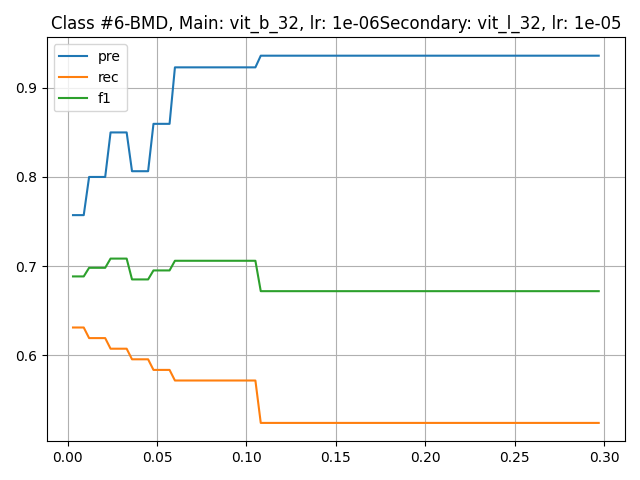 Class #6-BMD, Main: vit_b_32, lr: 1e-06Secondary: vit_l_32, lr: 1e-05
pre
rec
f1
0.9
0.8
0.7
0.6
0.00 0.05 0.10 0.15 0.20 0.25 0.30